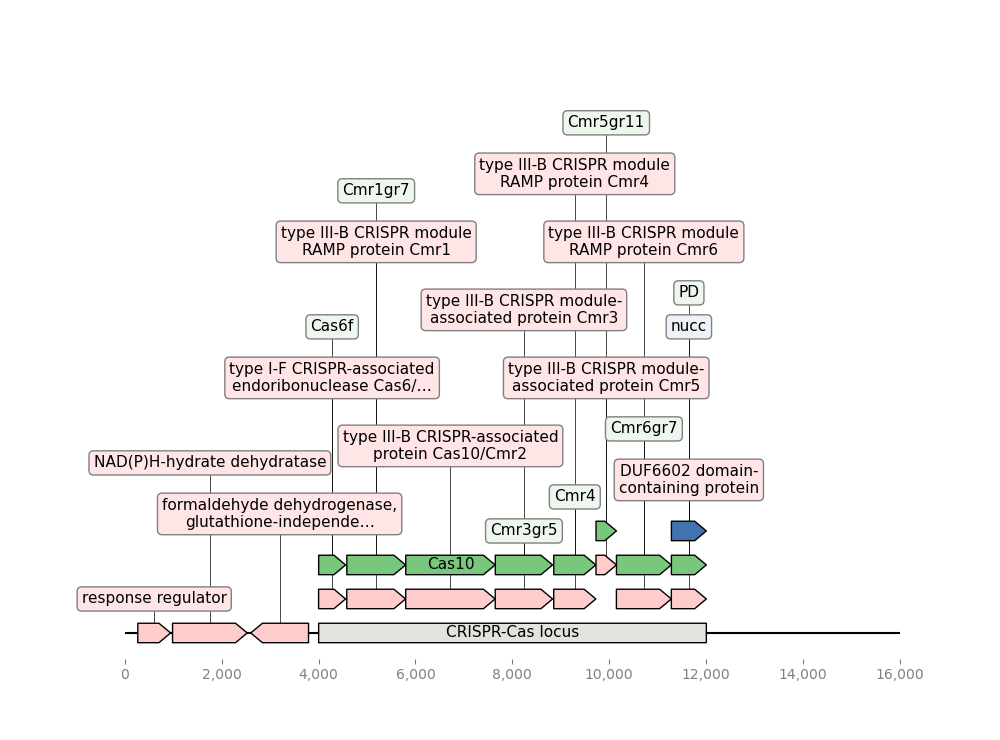 Cmr5gr11
type III-B CRISPR module
RAMP protein Cmr4
Cmr1gr7
type III-B CRISPR module
RAMP protein Cmr1
type III-B CRISPR module
RAMP protein Cmr6
PD
type III-B CRISPR module-
associated protein Cmr3
Cas6f
nucc
type I-F CRISPR-associated
endoribonuclease Cas6/...
type III-B CRISPR module-
associated protein Cmr5
Cmr6gr7
type III-B CRISPR-associated
protein Cas10/Cmr2
NAD(P)H-hydrate dehydratase
DUF6602 domain-
containing protein
Cmr4
formaldehyde dehydrogenase,
glutathione-independe...
Cmr3gr5
Cas10
response regulator
CRISPR-Cas locus
0 2,000 4,000 6,000 8,000 10,000 12,000 14,000 16,000